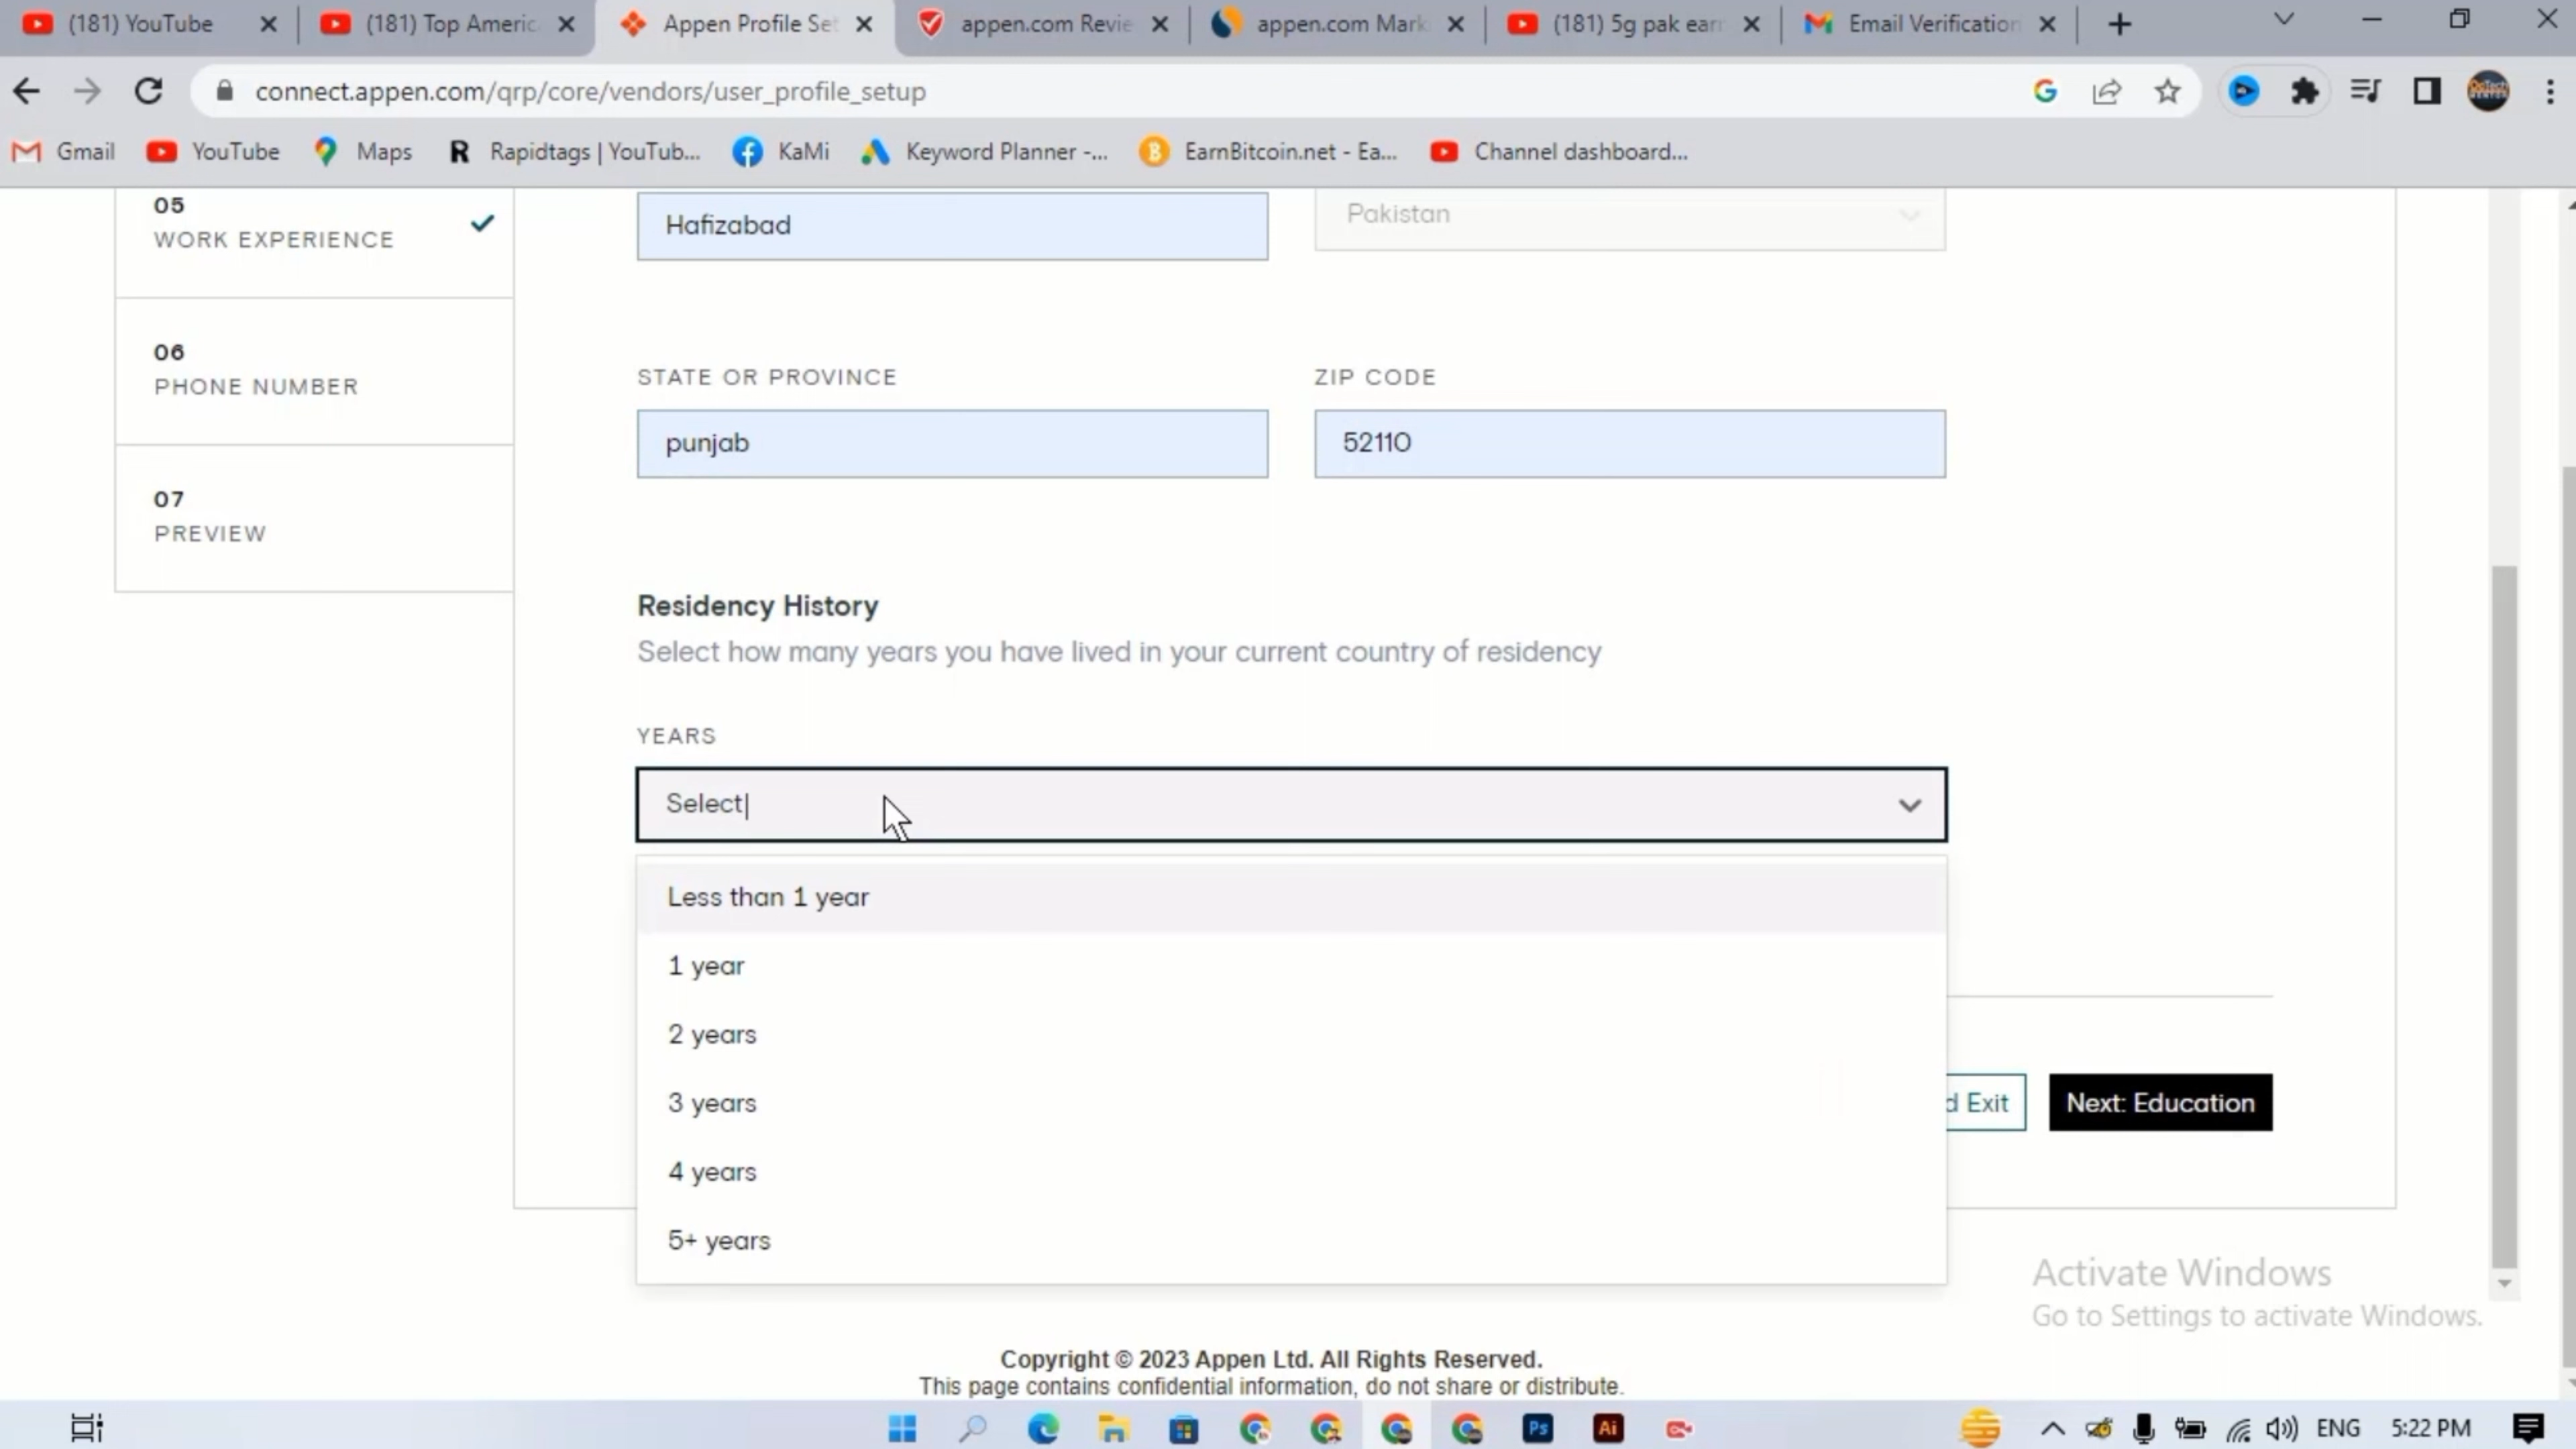 (181) YouTube
(181) Top Americ
Appen Profile Set
appen.com Revie
appen.com Mark
(181) 5g pak earn
Email Verification
connect.appen.com/qrp/core/vendors/user_profile_setup
Gmail
YouTube
Maps
Rapidtags | YouTub...
KaMi
Keyword Planner -...
EarnBitcoin.net - Ea...
Channel dashboard...
05
WORK EXPERIENCE
06
PHONE NUMBER
07
PREVIEW
Hafizabad
Pakistan
STATE OR PROVINCE
ZIP CODE
punjab
52110
Residency History
Select how many years you have lived in your current country of residency
YEARS
Select
Less than 1 year
1 year
2 years
3 years
4 years
5+ years
d Exit
Next: Education
Activate Windows
Go to Settings to activate Windows.
Copyright © 2023 Appen Ltd. All Rights Reserved.
This page contains confidential information, do not share or distribute.
Ps
Ai
ENG
5:22 PM